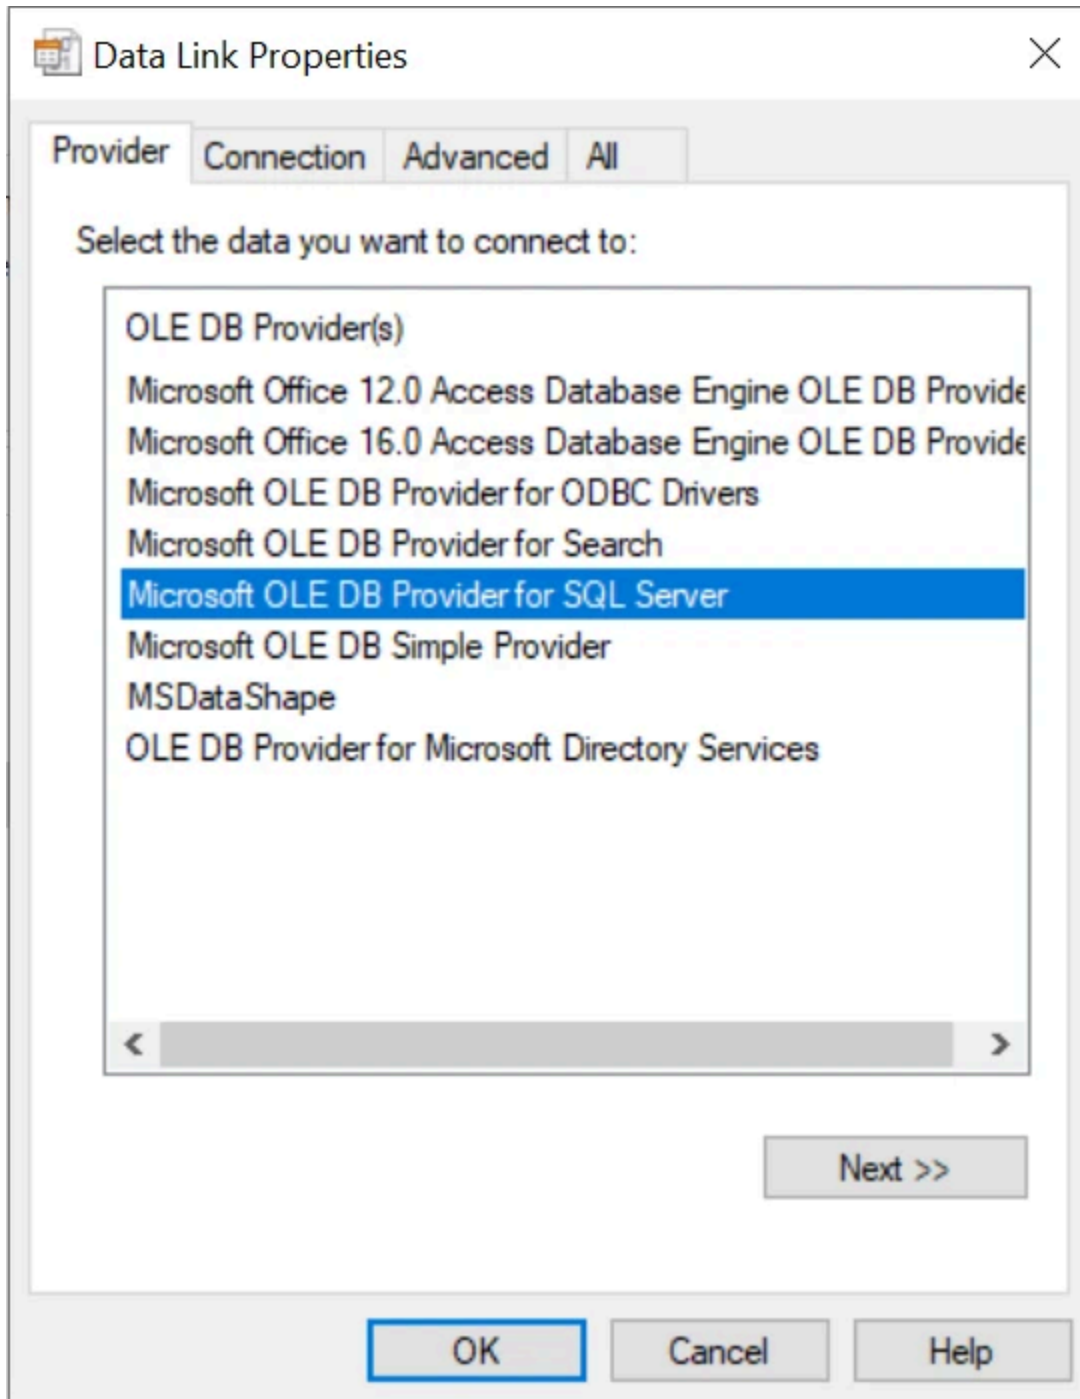 Data Link Properties
Provider Connection Advanced All
Select the data you want to connect to:
OLE DB Provider(s)
Microsoft Office 12.0 Access Database Engine OLE DB Provide
Microsoft Office 16.0 Access Database Engine OLE DB Provide
Microsoft OLE DB Provider for ODBC Drivers
Microsoft OLE DB Provider for Search
Microsoft OLE DB Provider for SQL Server
Microsoft OLE DB Simple Provider
MSDataShape
OLE DB Provider for Microsoft Directory Services
Next >>
OK Cancel Help